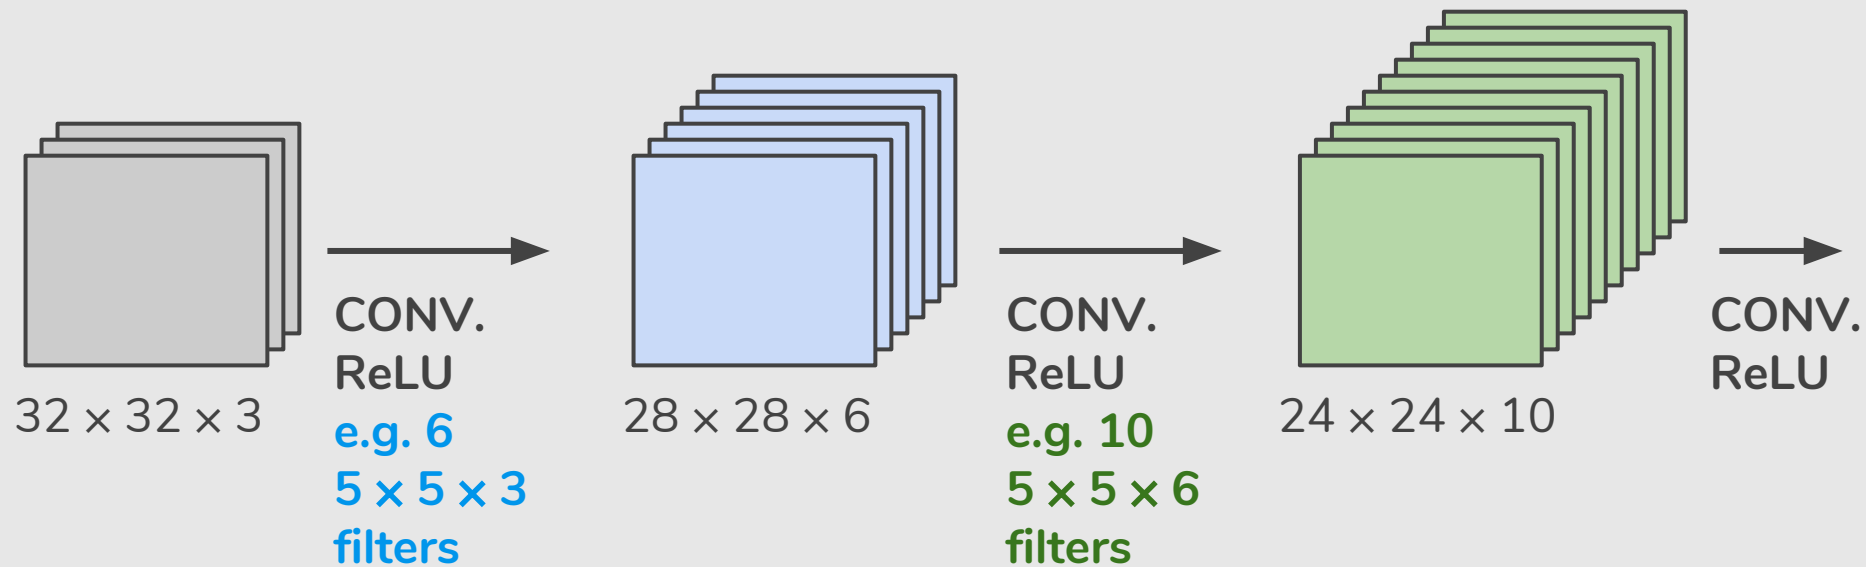 32 × 32 × 3
CONV.
ReLU
e.g. 6
5 × 5 × 3
filters
28 × 28 × 6
CONV.
ReLU
e.g. 10
5 × 5 × 6
filters
24 × 24 × 10
CONV.
ReLU